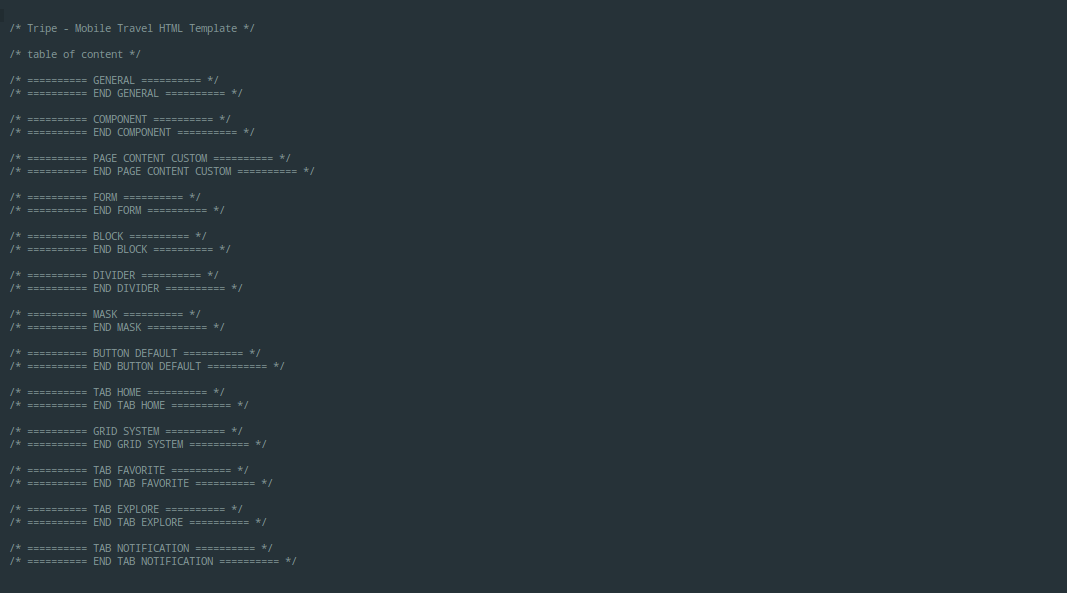 /* Tripe - Mobile Travel HTML Template */
/* table of content */
/* ========== GENERAL ========== */
/* ========== END GENERAL ========== */
/* ========== COMPONENT ========== */
/* ========== END COMPONENT ========== */
/* ========== PAGE CONTENT CUSTOM ========== */
/* ========== END PAGE CONTENT CUSTOM ========== */
/* ========== FORM ========== */
/* ========== END FORM ========== */
/* ========== BLOCK ========== */
/* ========== END BLOCK ========== */
/* ========== DIVIDER ========== */
/* ========== END DIVIDER ========== */
/* ========== MASK ========== */
/* ========== END MASK ========== */
/* ========== BUTTON DEFAULT ========== */
/* ========== END BUTTON DEFAULT ========== */
/* ========== TAB HOME ========== */
/* ========== END TAB HOME ========== */
/* ========== GRID SYSTEM ========== */
/* ========== END GRID SYSTEM ========== */
/* ========== TAB FAVORITE ========== */
/* ========== END TAB FAVORITE ========== */
/* ========== TAB EXPLORE ========== */
/* ========== END TAB EXPLORE ========== */
/* ========== TAB NOTIFICATION ========== */
/* ========== END TAB NOTIFICATION ========== */